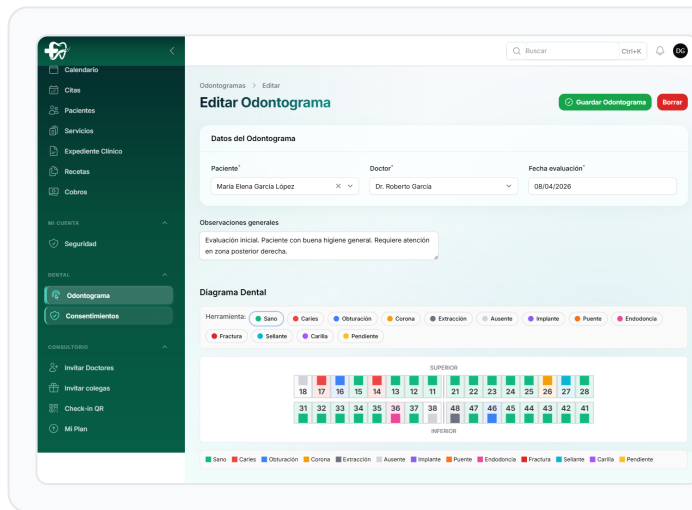 Buscar
Ctrl+K
DG
Calendario
Citas
Pacientes
Servicios
Expediente Clínico
Recetas
Cobros
MI CUENTA
Seguridad
DENTAL
Odontograma
Consentimientos
CONSULTORIO
Invitar Doctores
Invitar colegas
Check-in QR
Mi Plan
Odontogramas > Editar
Editar Odontograma
Guardar Odontograma
Borrar
Datos del Odontograma
Paciente*
Doctor*
Fecha evaluación*
María Elena García López
Dr. Roberto García
08/04/2026
Observaciones generales
Evaluación inicial. Paciente con buena higiene general. Requiere atención
en zona posterior derecha.
Diagrama Dental
Herramienta: Sano Caries Obturación Corona Extracción Ausente Implante Puente Endodoncia
Fractura Sellante Carilla Pendiente
SUPERIOR
18 17 16 15 14 13 12 11 21 22 23 24 25 26 27 28
31 32 33 34 35 36 37 38 48 47 46 45 44 43 42 41
INFERIOR
Sano Caries Obturación Corona Extracción Ausente Implante Puente Endodoncia Fractura Sellante Carilla Pendiente